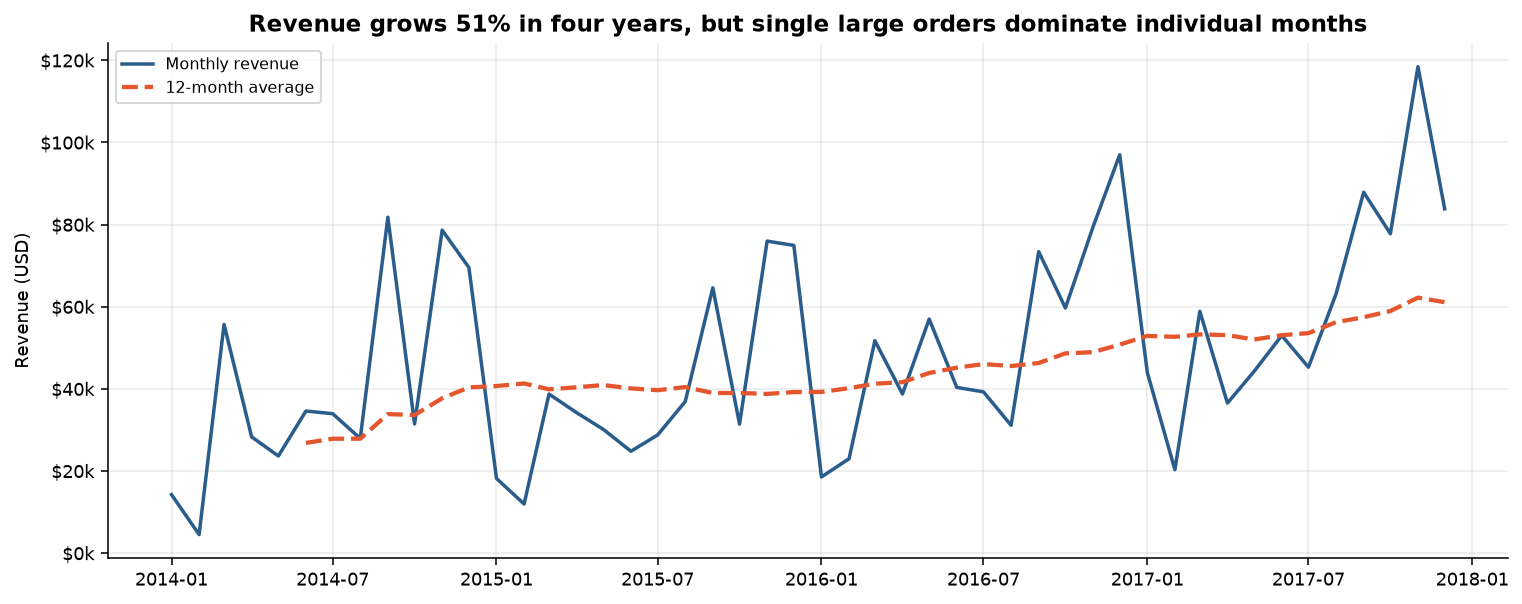 Revenue grows 51% in four years, but single large orders dominate individual months
Monthly revenue
12-month average
Revenue (USD)
$120k
$100k
$80k
$60k
$40k
$20k
$0k
2014-01
2014-07
2015-01
2015-07
2016-01
2016-07
2017-01
2017-07
2018-01